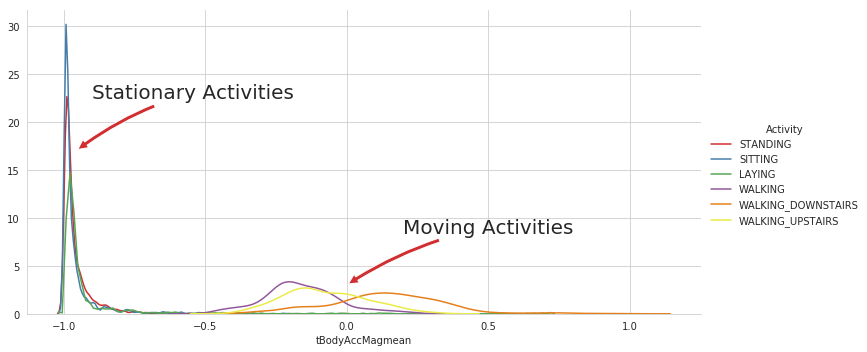 30
25
20
15
10
5
0
Stationary Activities
Moving Activities
−1.0
−0.5
0.0
0.5
1.0
tBodyAccMagmean
Activity
STANDING
SITTING
LAYING
WALKING
WALKING_DOWNSTAIRS
WALKING_UPSTAIRS